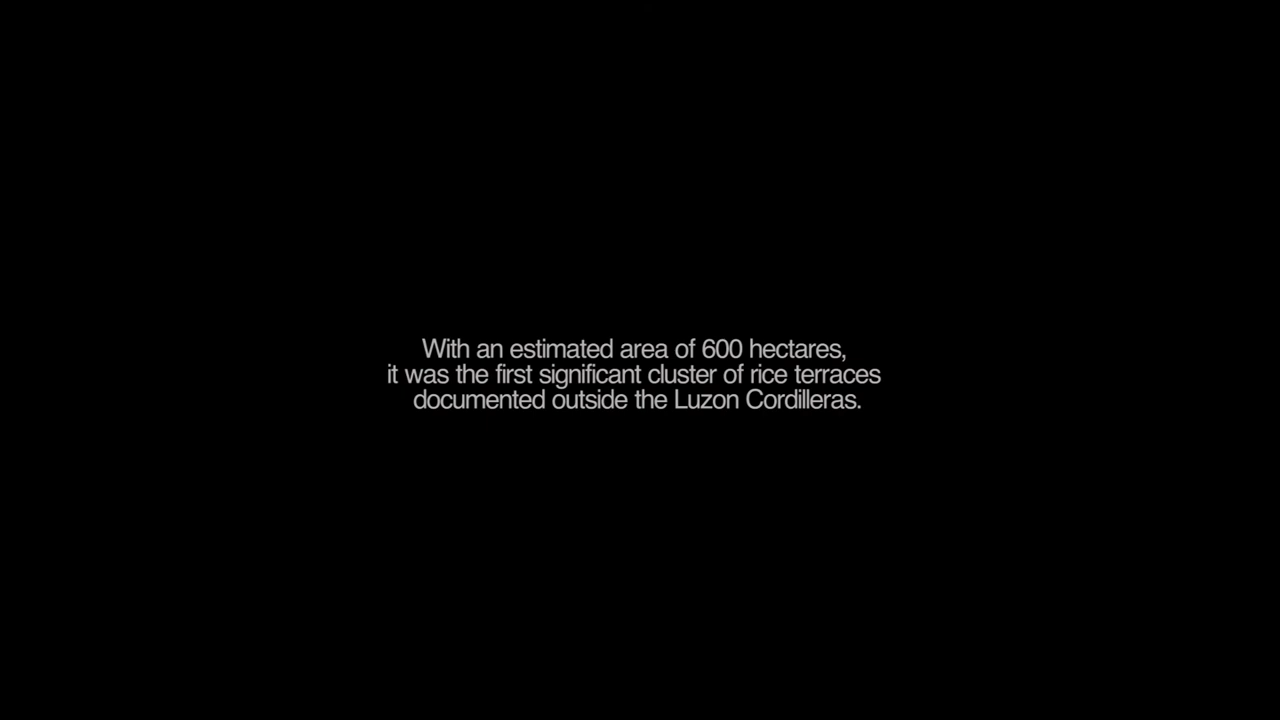 With an estimated area of 600 hectares,
it was the first significant cluster of rice terraces
documented outside the Luzon Cordilleras.